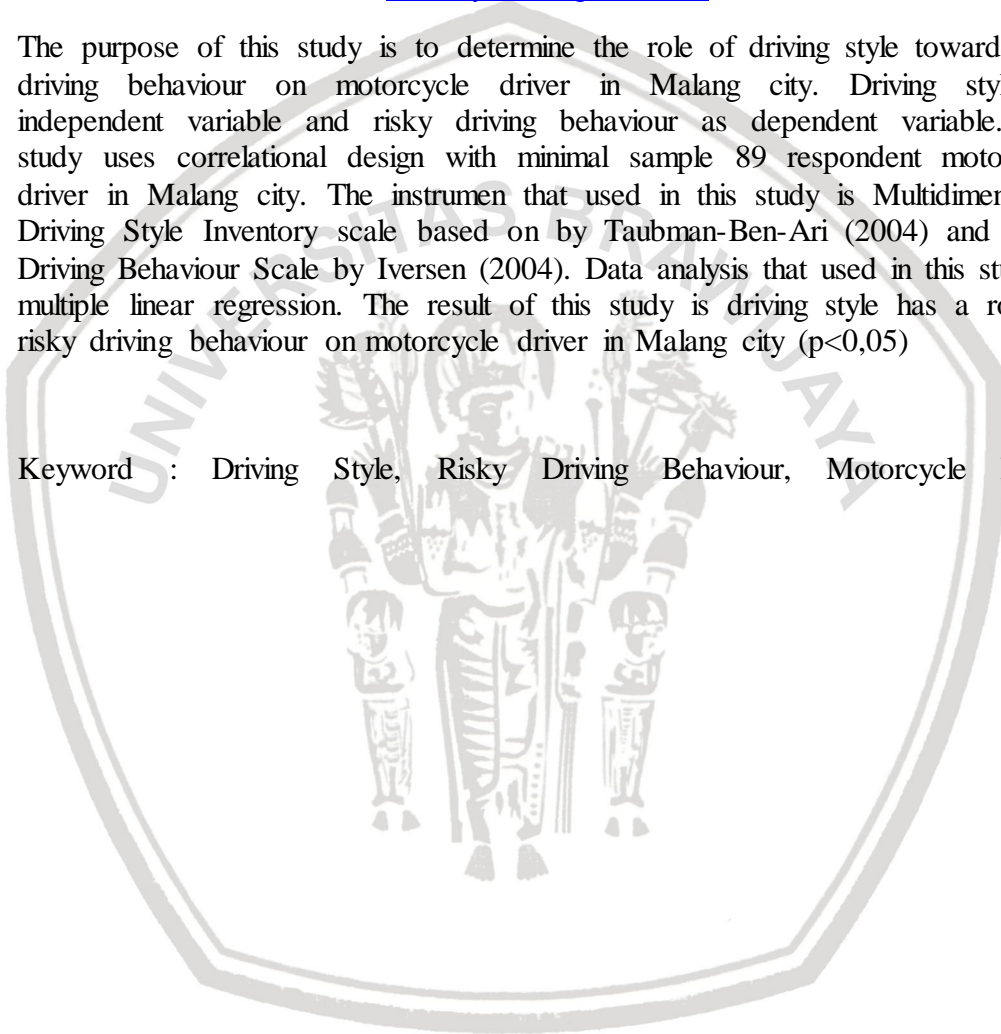 The purpose of this study is to determine the role of driving style toward
driving behaviour on motorcycle driver in Malang city. Driving
independent variable and risky driving behaviour as dependent variable.
study uses correlational design with minimal sample 89 respondent
driver in Malang city. The instrumen that used in this study is
Driving Style Inventory scale based on by Taubman-Ben-Ari (2004) and
Driving Behaviour Scale by Iversen (2004). Data analysis that used in this
multiple linear regression. The result of this study is driving style has a
risky driving behaviour on motorcycle driver in Malang city (p<0,05)
Keyword : Driving Style, Risky Driving Behaviour, Motorcycle
UNIVERSITAS BRAWIJAYA